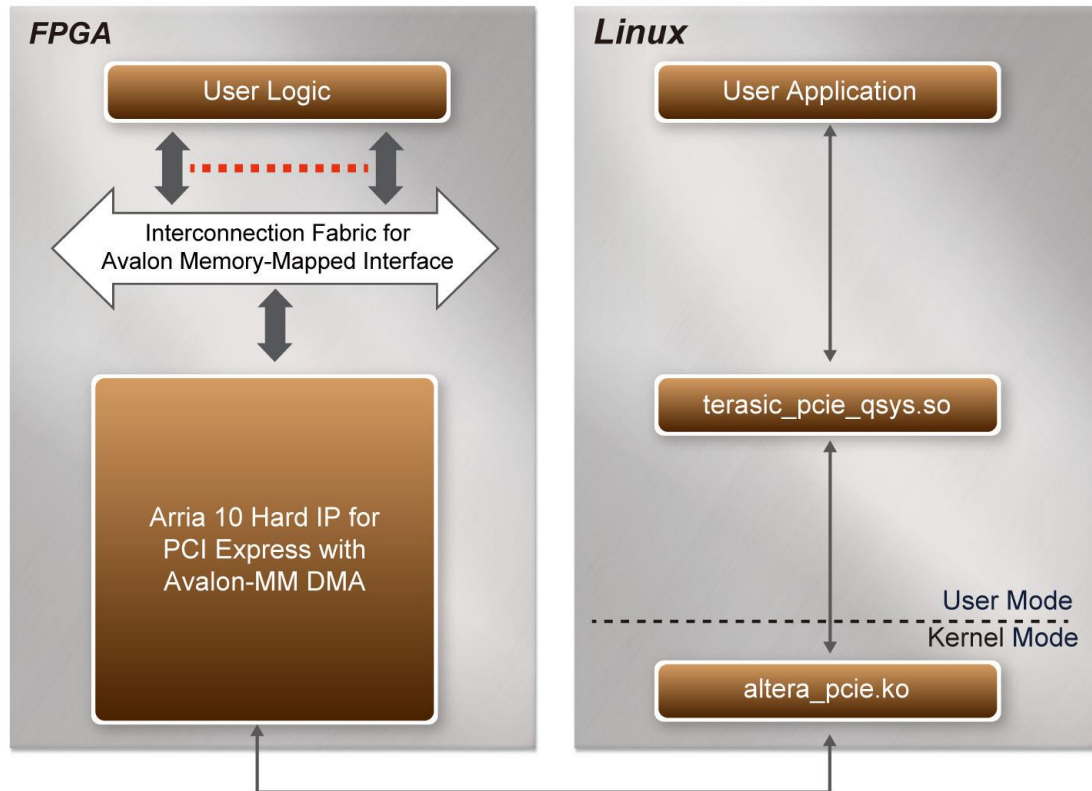 FPGA
User Logic
Interconnection Fabric for
Avalon Memory-Mapped Interface
Arria 10 Hard IP for
PCI Express with
Avalon-MM DMA
Linux
User Application
terasic_pcie_qsys.so
User Mode
Kernel Mode
altera_pcie.ko